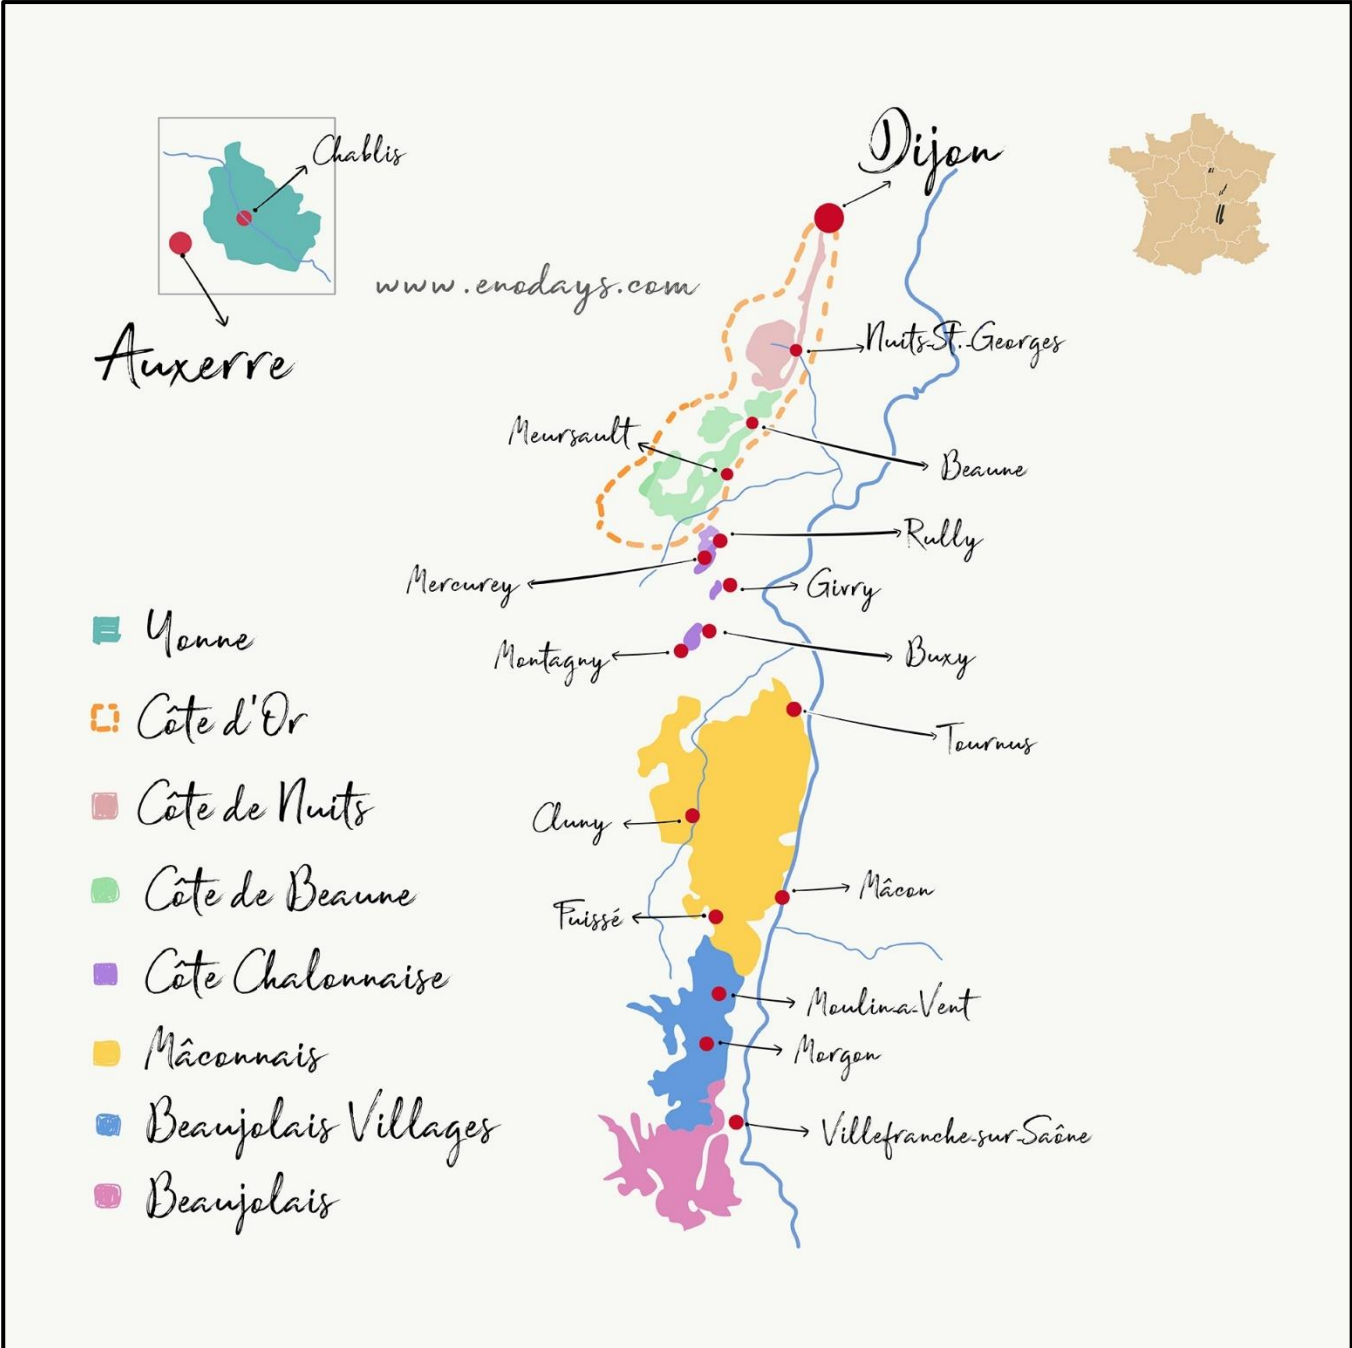 Dijon
Chablis
www.enodays.com
Auxerre
Nuits-St.-Georges
Meursault
Beaune
Rully
Mercurey
Givry
Montagny
Buxy
Yonne
Côte d'Or
Tournus
Côte de Nuits
Cluny
Côte de Beaune
Mâcon
Fuissé
Côte Chalonnaise
Moulin-a-Vent
Mâconnais
Morgon
Beaujolais Villages
Villefranche-sur-Saône
Beaujolais